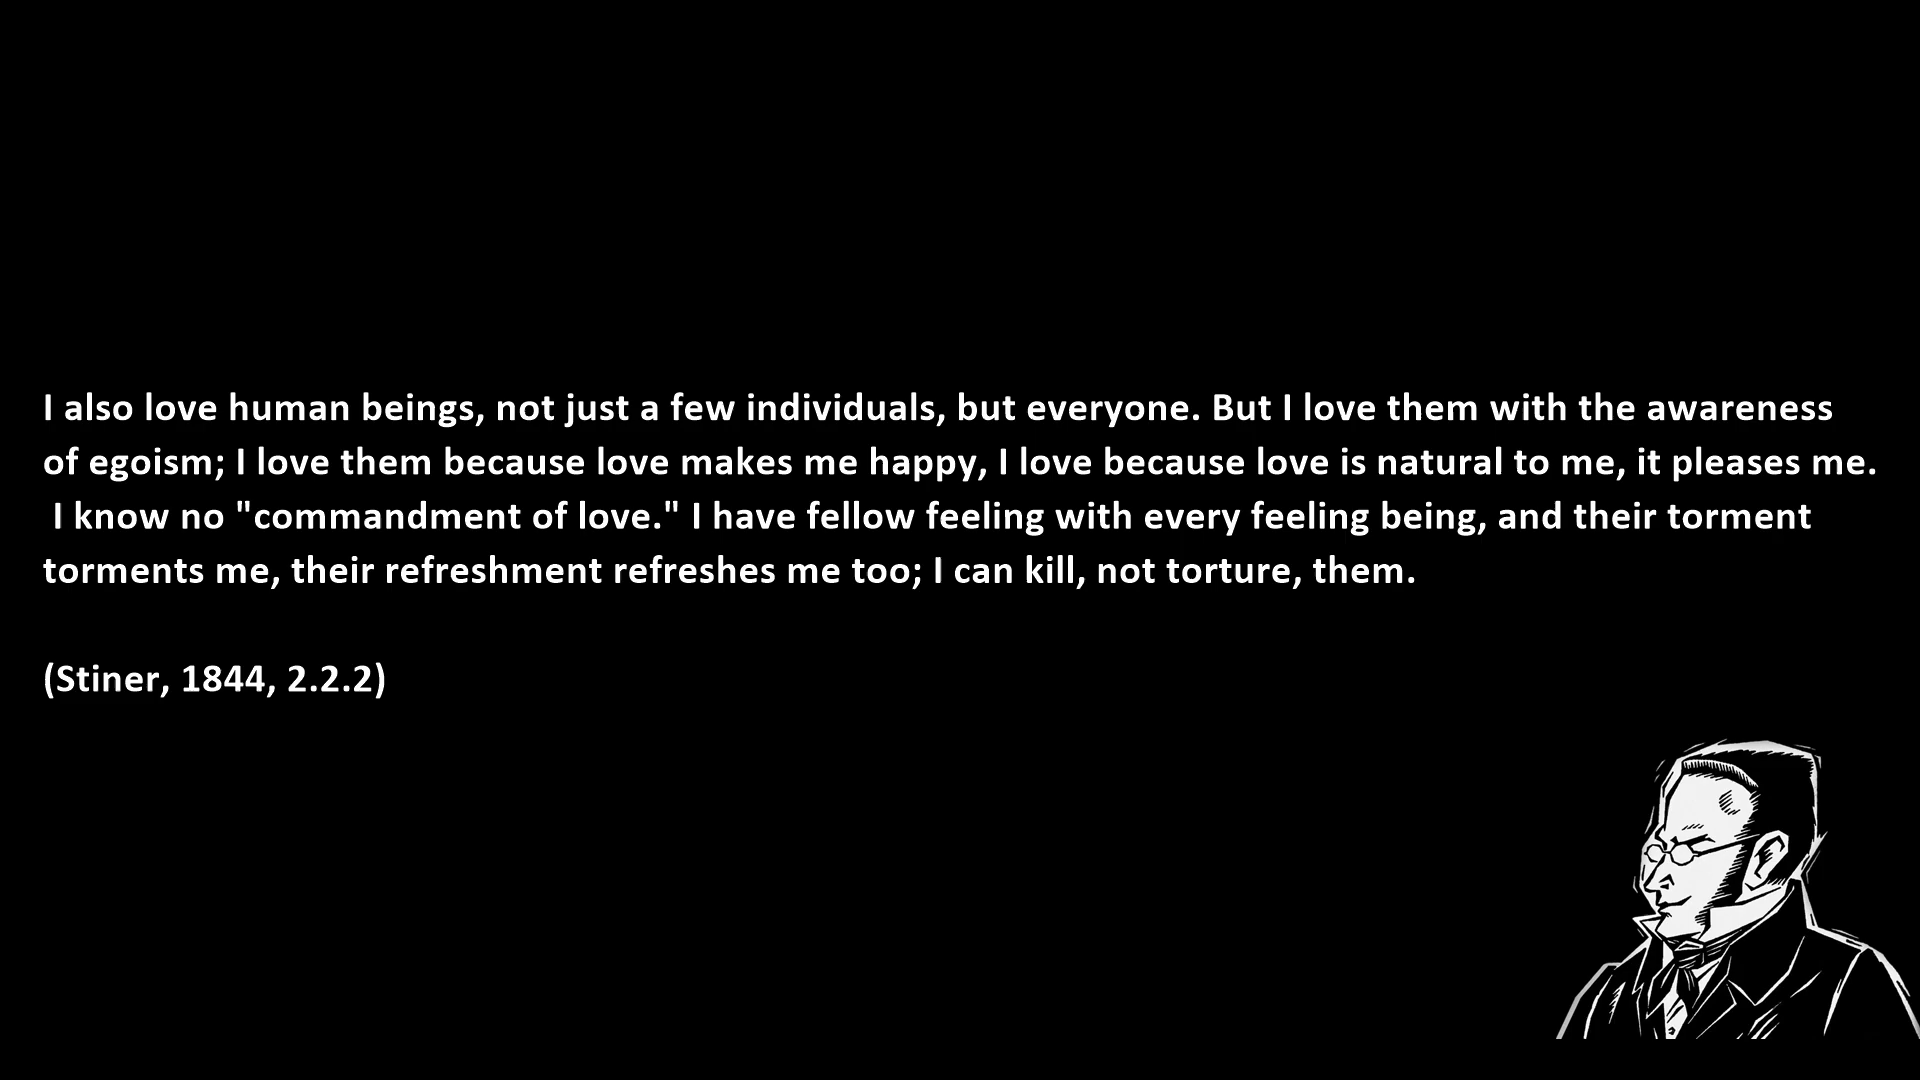 I also love human beings, not just a few individuals, but everyone. But I love them with the awareness
of egoism; I love them because love makes me happy, I love because love is natural to me, it pleases me.
I know no "commandment of love." I have fellow feeling with every feeling being, and their torment
torments me, their refreshment refreshes me too; I can kill, not torture, them.
(Stiner, 1844, 2.2.2)